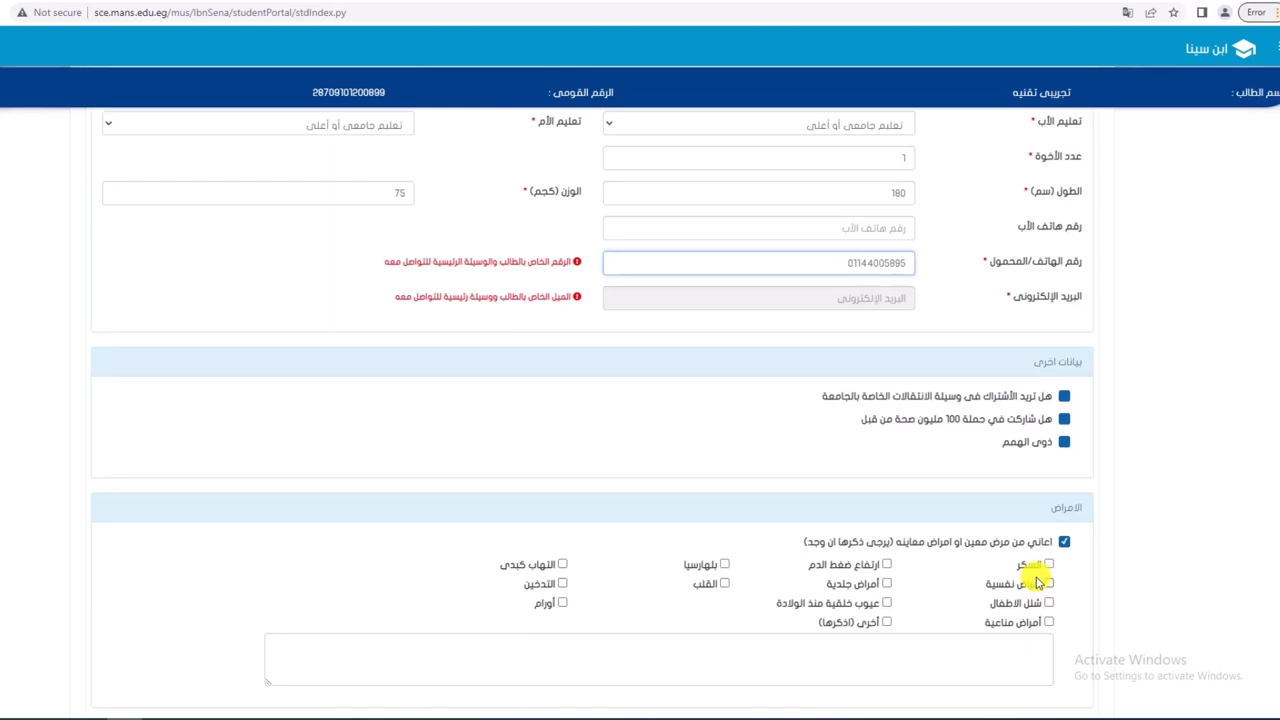 Not secure sce.mans.edu.eg/mus/IbnSena/studentPortal/stdIndex.py Error
ابن سينا
سم الطالب : تجريبى تقنيه الرقم القومى : 28709101200899
تعليم الأب * تعليم جامعى أو أعلى تعليم الأم * تعليم جامعى أو أعلى
عدد الأخوة * 1
الطول (سم) * 180 الوزن (كجم) * 75
رقم هاتف الأب رقم هاتف الأب
رقم الهاتف/المحمول * 01144005895 الرقم الخاص بالطالب والوسيلة الرئيسية للتواصل معه
البريد الإلكترونى * البريد الإلكترونى الميل الخاص بالطالب ووسيلة رئيسية للتواصل معه
بيانات اخرى
هل تريد الأشتراك فى وسيلة الانتقالات الخاصة بالجامعة
هل شاركت في حملة 100 مليون صحة من قبل
ذوى الهمم
الامراض
اعاني من مرض معين او امراض معاينه (يرجى ذكرها ان وجد)
السكر ارتفاع ضغط الدم بلهارسيا التهاب كبدى
نفسية أمراض جلدية القلب التدخين
شلل الاطفال عيوب خلقية منذ الولادة أورام
أمراض مناعية أخرى (اذكرها)
Activate Windows
Go to Settings to activate Windows.